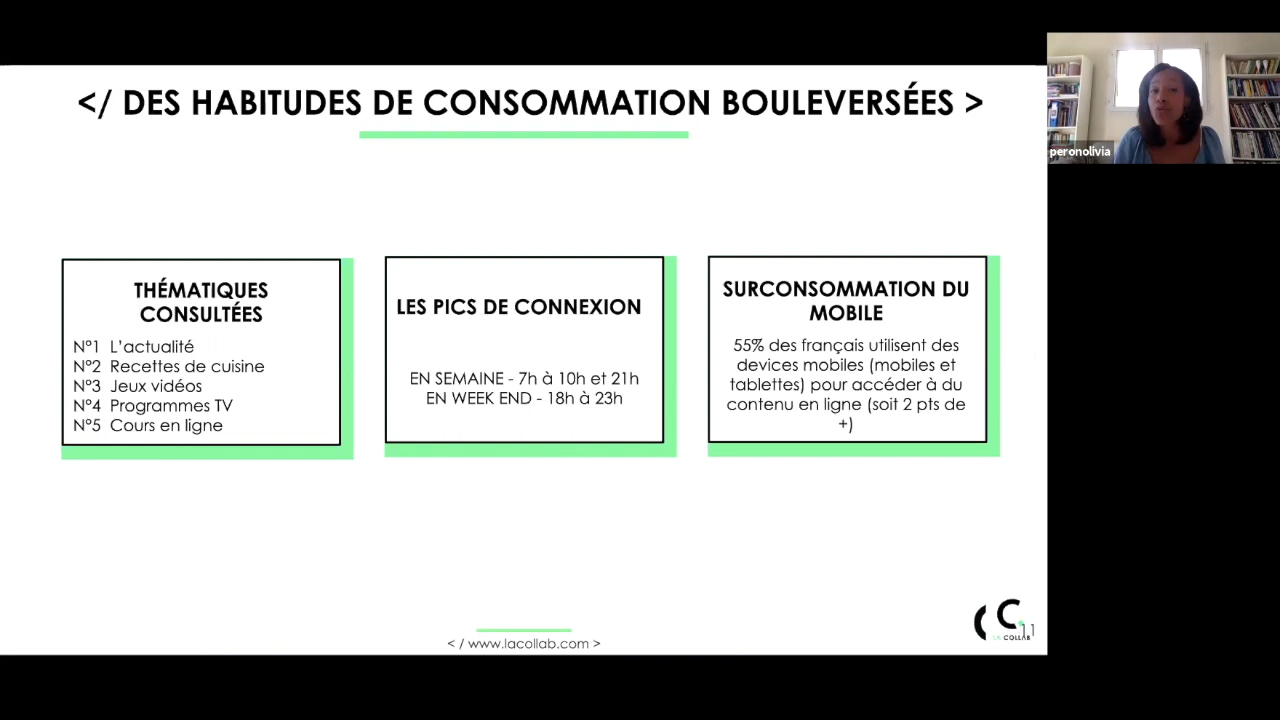 </ DES HABITUDES DE CONSOMMATION BOULEVERSÉES >
peronolivia
THÉMATIQUES
CONSULTÉES
N°1 L'actualité
N°2 Recettes de cuisine
N°3 Jeux vidéos
N°4 Programmes TV
N°5 Cours en ligne
LES PICS DE CONNEXION
EN SEMAINE - 7h à 10h et 21h
EN WEEK END - 18h à 23h
SURCONSOMMATION DU
MOBILE
55% des français utilisent des
devices mobiles (mobiles et
tablettes) pour accéder à du
contenu en ligne (soit 2 pts de
+)
11
LA COLLAB
</ www.lacollab.com >